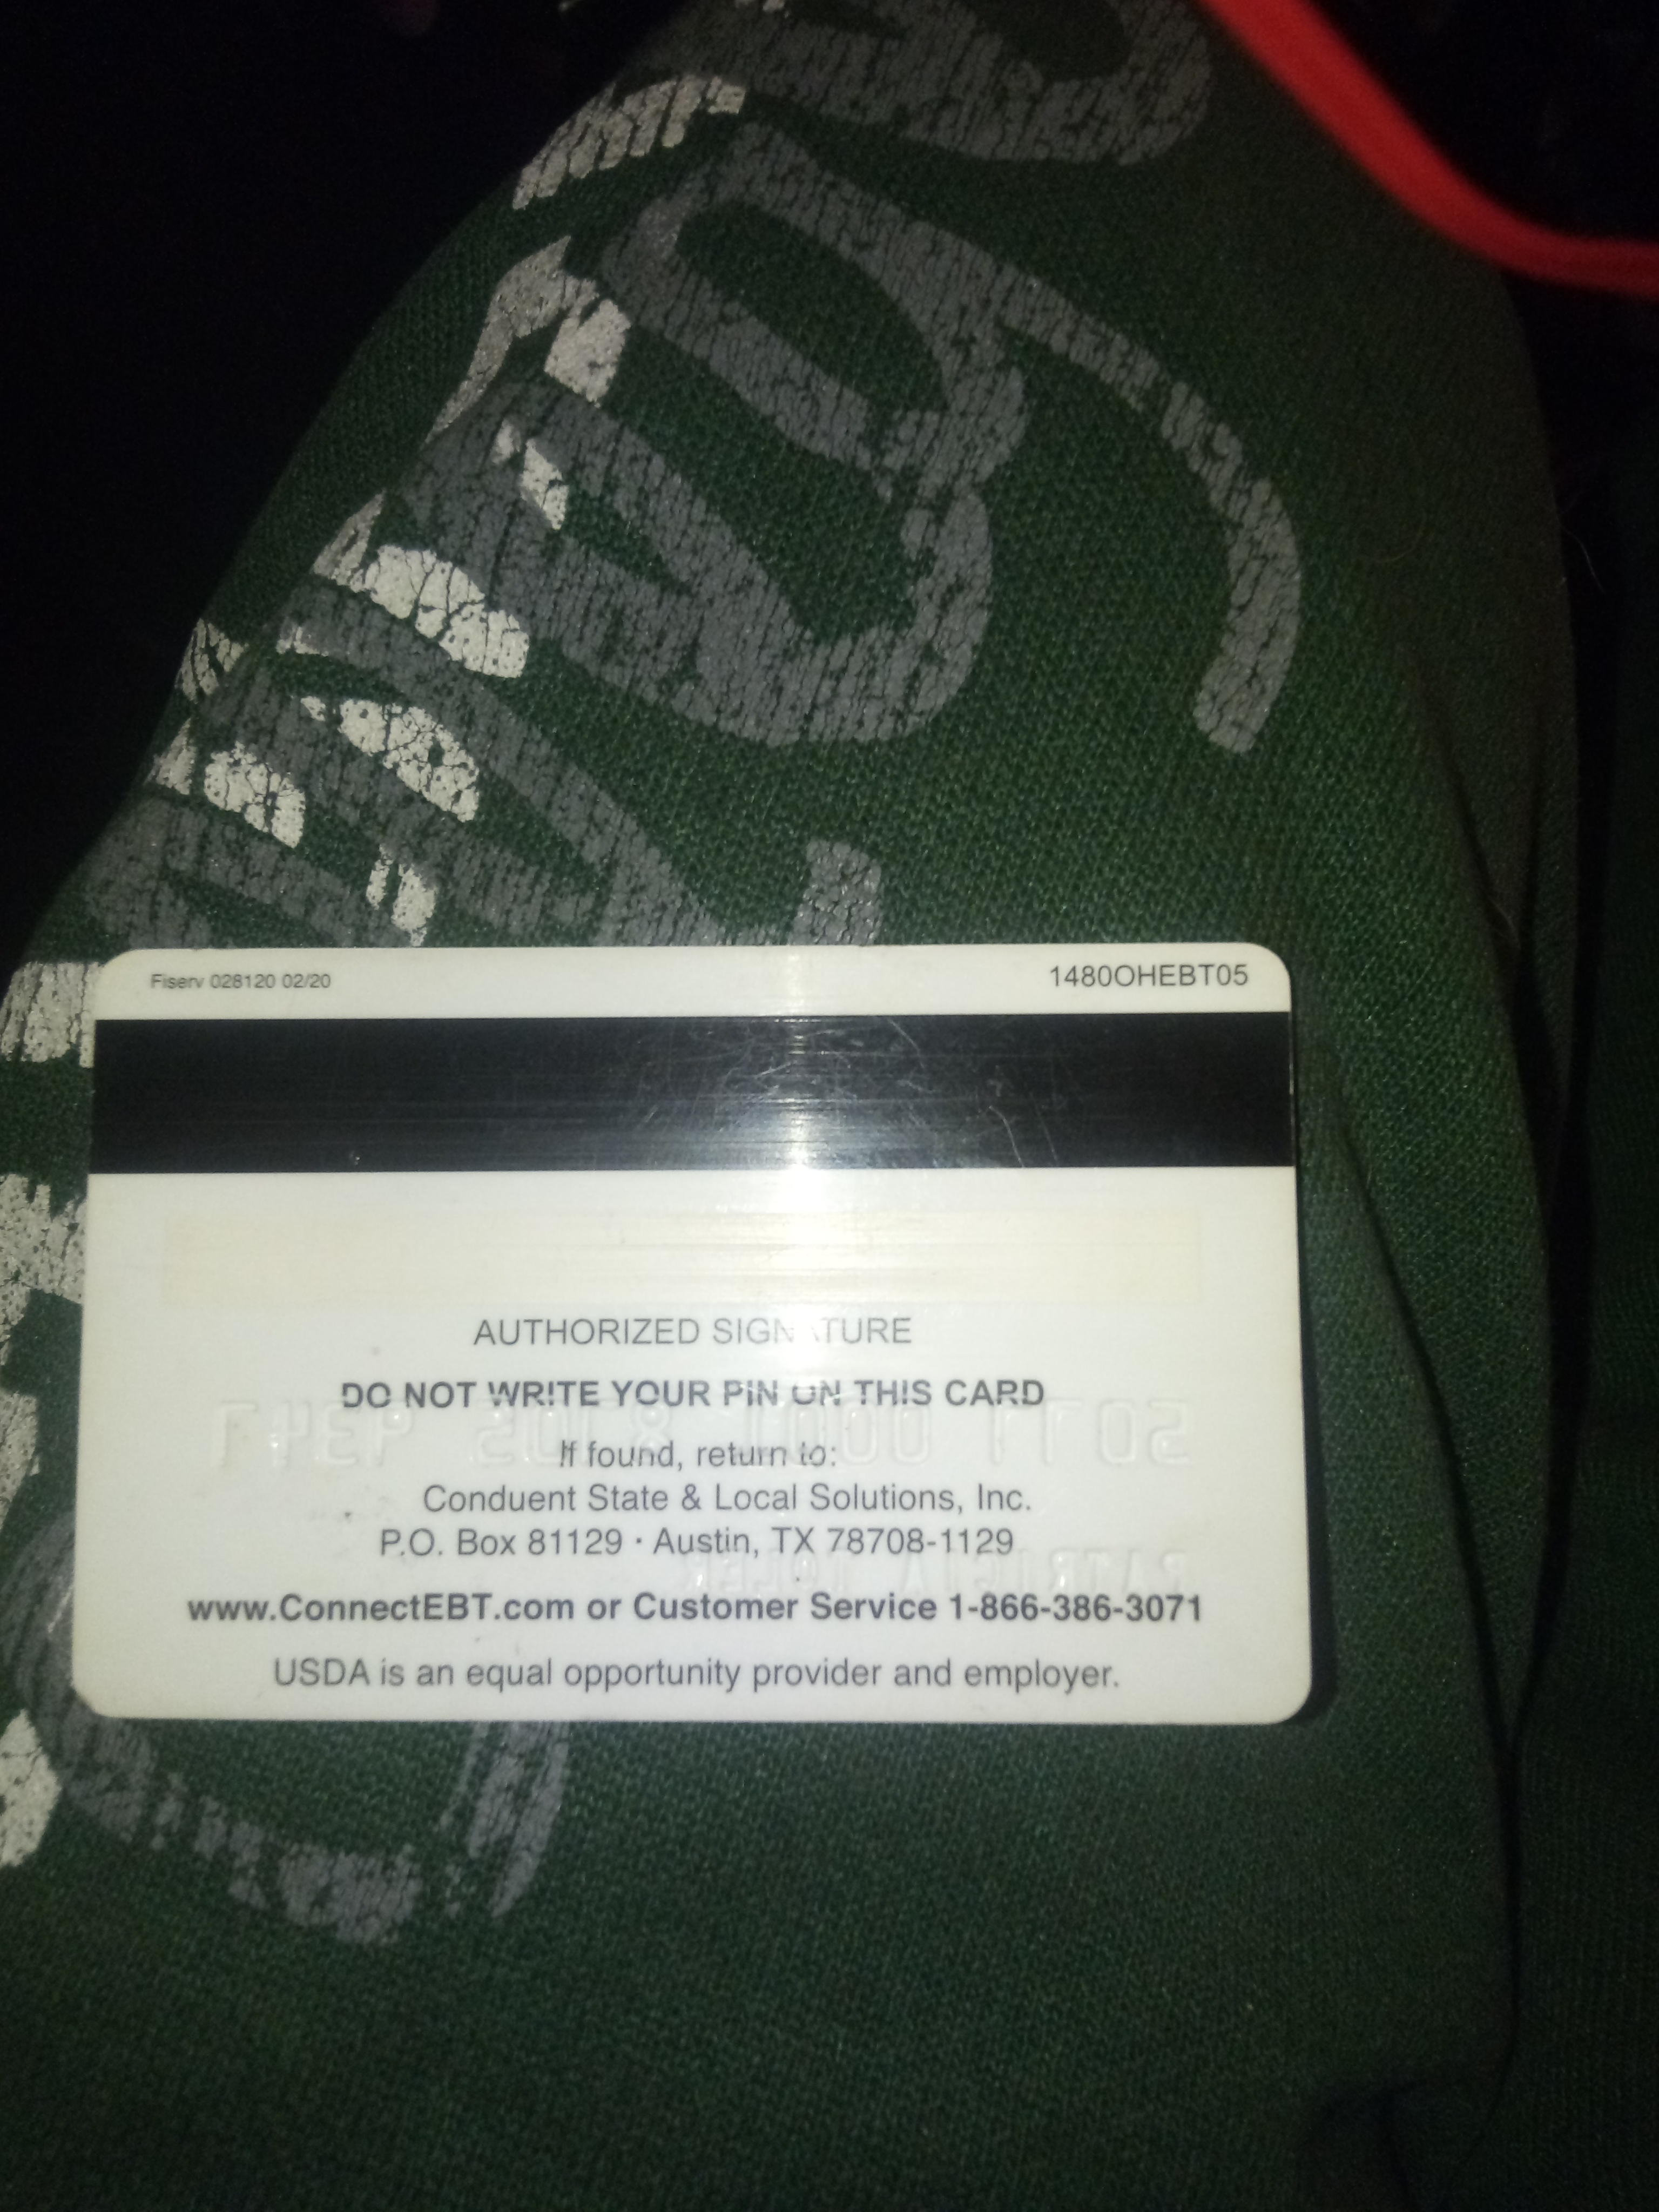 Fiserv 028120 02/20
1480OHEBT05
AUTHORIZED SIGNATURE
DO NOT WRITE YOUR PIN ON THIS CARD
If found, return to:
Conduent State & Local Solutions, Inc.
P.O. Box 81129 · Austin, TX 78708-1129
www.ConnectEBT.com or Customer Service 1-866-386-3071
USDA is an equal opportunity provider and employer.